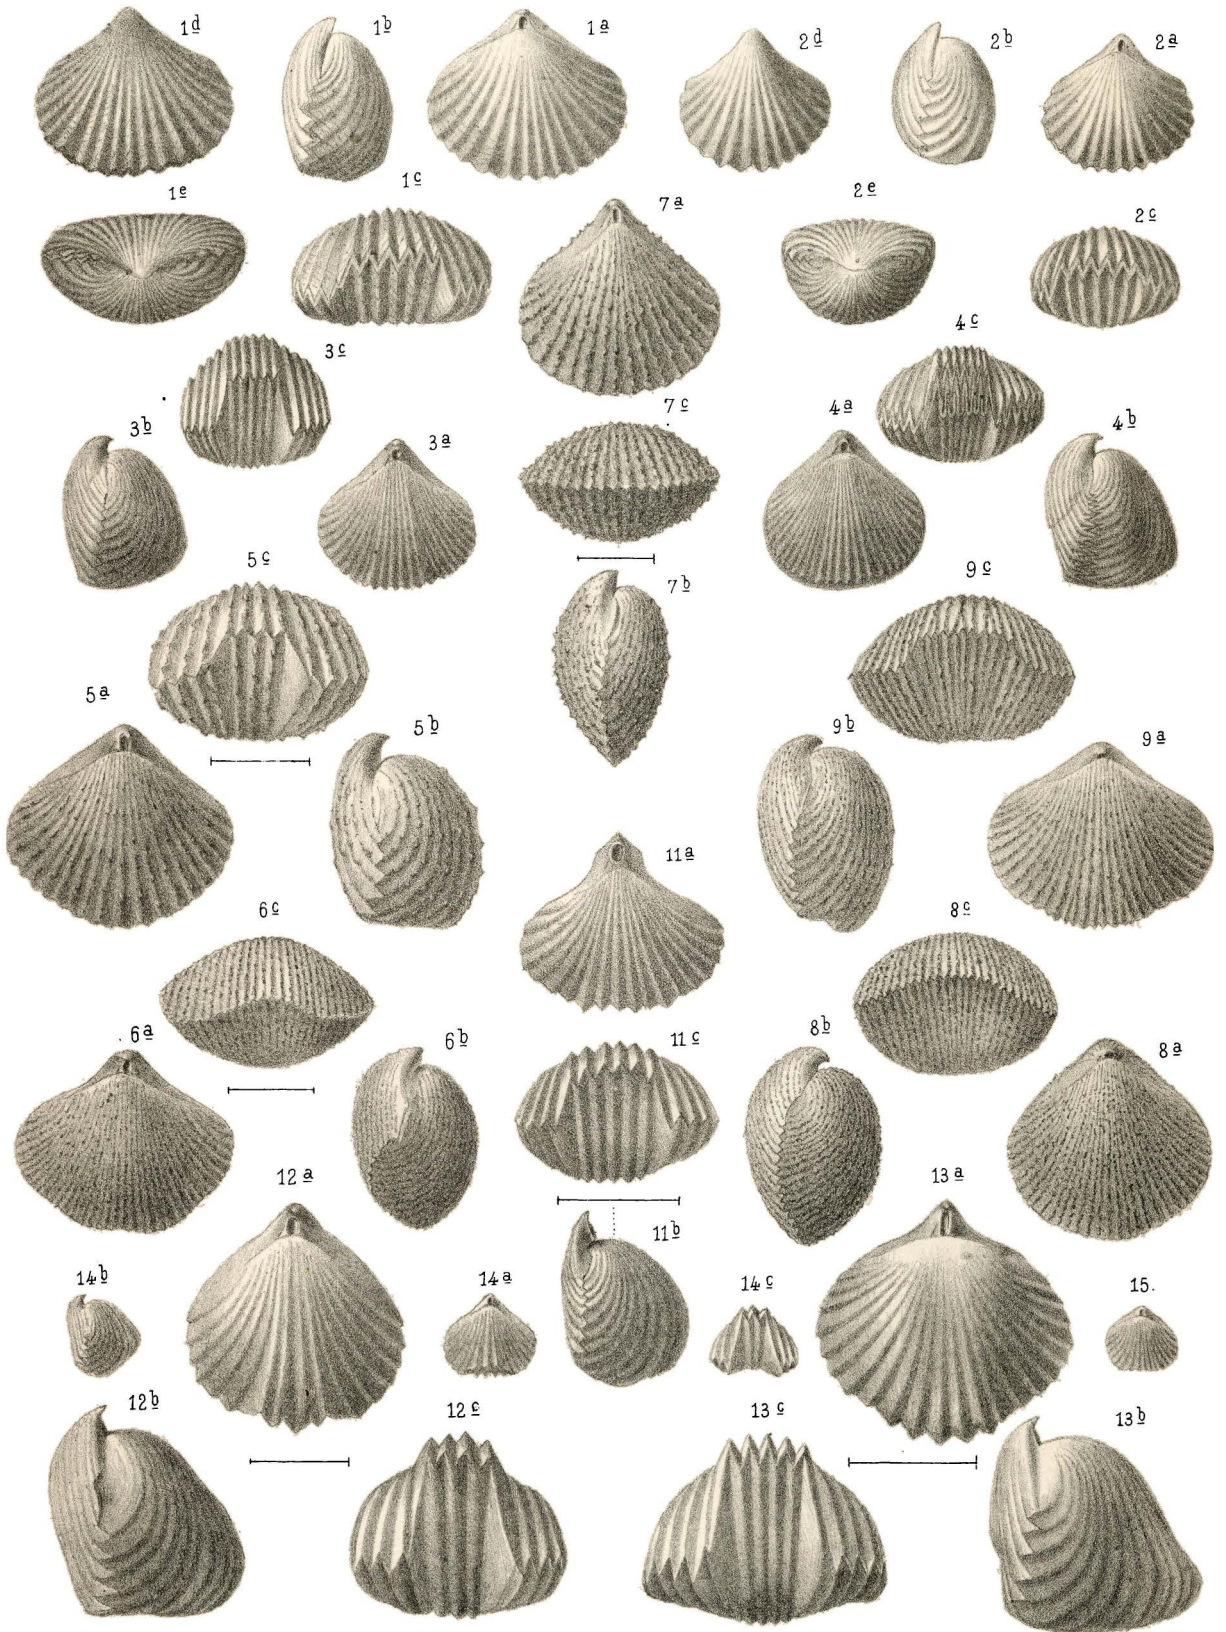 1d 1b 1a 2d 2b 2a
1e 1c 7a 2e 2c
3c 4c
3b 3a 7c 4a 4b
5c 7b 9c
5a 5b 9b 9a
11a
6c 8c
6a 6b 11c 8b 8a
12a 13a
11b
14b 14a 14c 15.
12b 12c 13c 13b